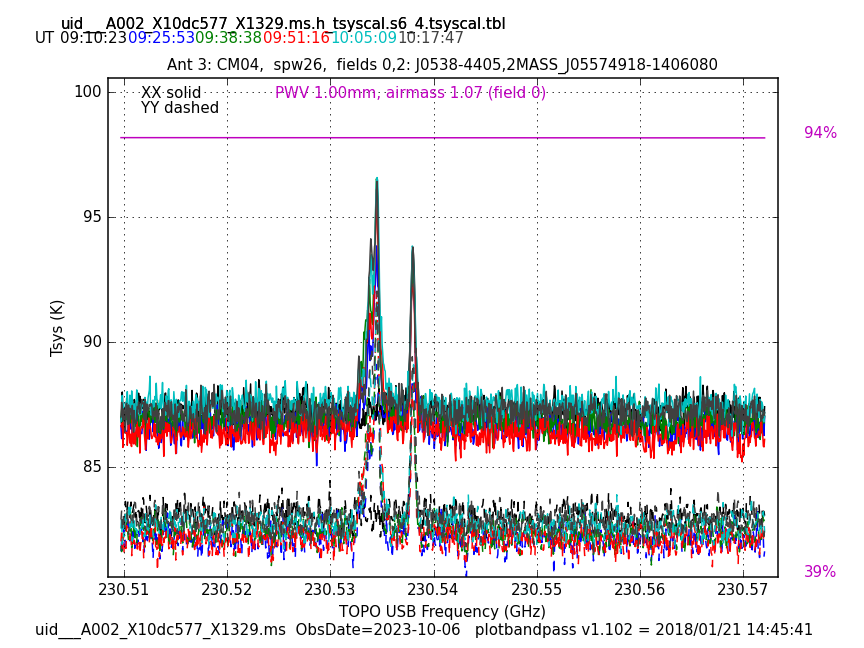 uid___A002_X10dc577_X1329.ms.h_tsyscal.s6_4.tsyscal.tbl
UT 09:10:23 09:25:53 09:38:38 09:51:16 10:05:09 10:17:47
Ant 3: CM04,  spw26,  fields 0,2: J0538-4405,2MASS_J05574918-1406080
XX solid
PWV 1.00mm, airmass 1.07 (field 0)
YY dashed
100
95
90
85
94%
39%
Tsys (K)
230.51 230.52 230.53 230.54 230.55 230.56 230.57
TOPO USB Frequency (GHz)
uid___A002_X10dc577_X1329.ms  ObsDate=2023-10-06   plotbandpass v1.102 = 2018/01/21 14:45:41